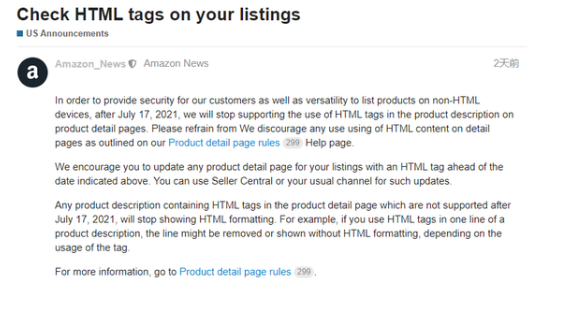 Check HTML tags on your listings
US Announcements
a
Amazon_News Amazon News
2天前
In order to provide security for our customers as well as versatility to list products on non-HTML
devices, after July 17, 2021, we will stop supporting the use of HTML tags in the product description on
product detail pages. Please refrain from We discourage any use using of HTML content on detail
pages as outlined on our Product detail page rules 299 Help page.
We encourage you to update any product detail page for your listings with an HTML tag ahead of the
date indicated above. You can use Seller Central or your usual channel for such updates.
Any product description containing HTML tags in the product detail page which are not supported after
July 17, 2021, will stop showing HTML formatting. For example, if you use HTML tags in one line of a
product description, the line might be removed or shown without HTML formatting, depending on the
usage of the tag.
For more information, go to Product detail page rules 299 .